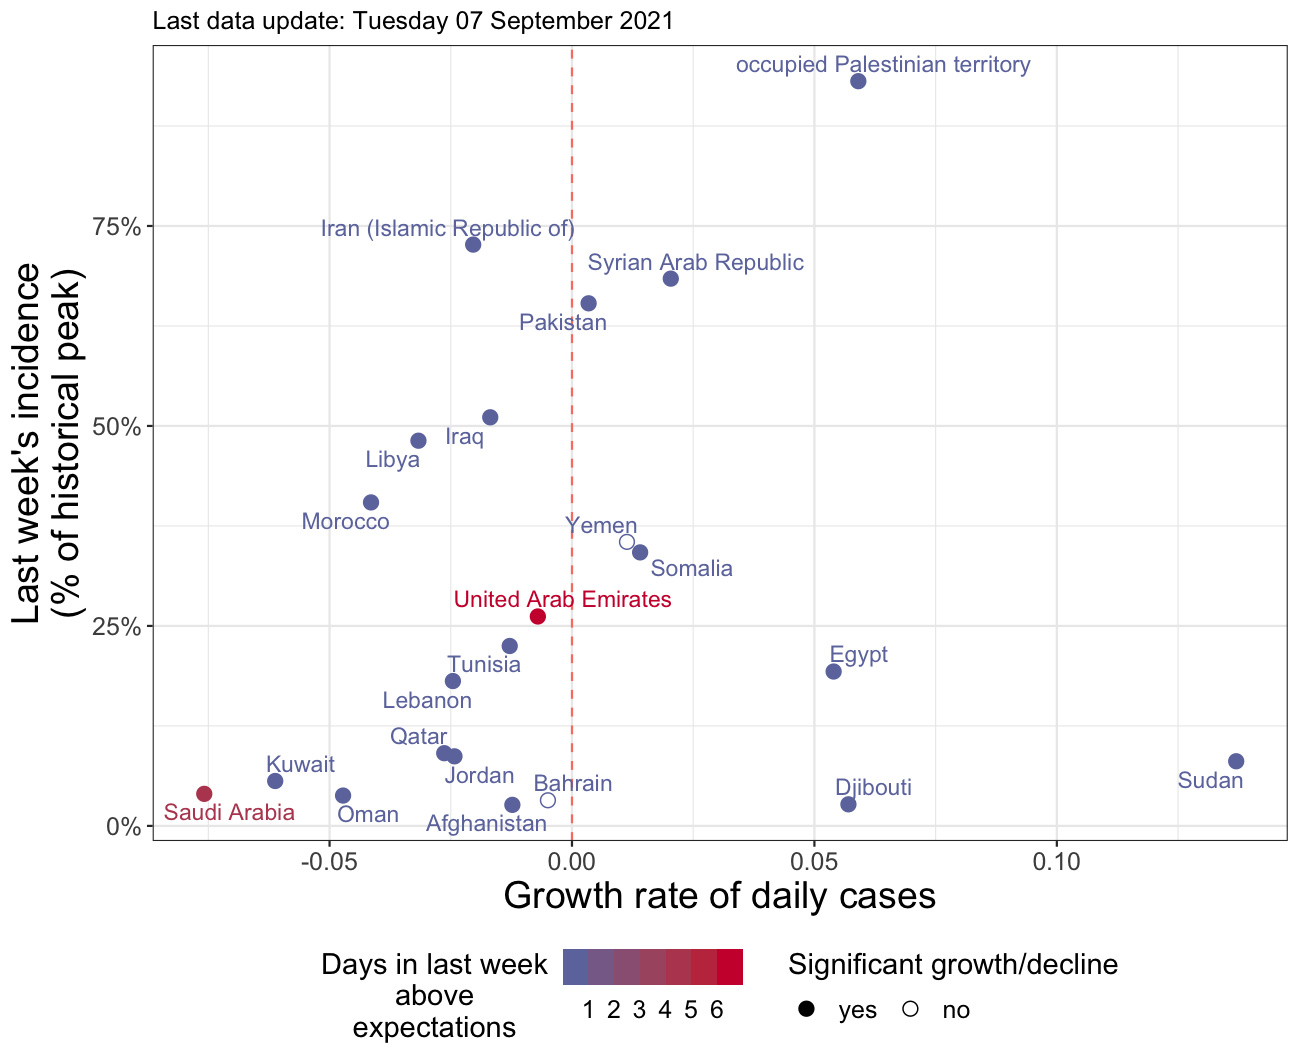 Last data update: Tuesday 07 September 2021
occupied Palestinian territory
75%
Iran (Islamic Republic of)
Syrian Arab Republic
Pakistan
Last week's incidence
(% of historical peak)
50%
Iraq
Libya
Morocco
Yemen
Somalia
United Arab Emirates
25%
Tunisia
Egypt
Lebanon
Qatar
Kuwait
Jordan
Bahrain
Djibouti
Sudan
Saudi Arabia
Oman
Afghanistan
0%
-0.05 0.00 0.05 0.10
Growth rate of daily cases
Days in last week
above
expectations
1 2 3 4 5 6
Significant growth/decline
yes no